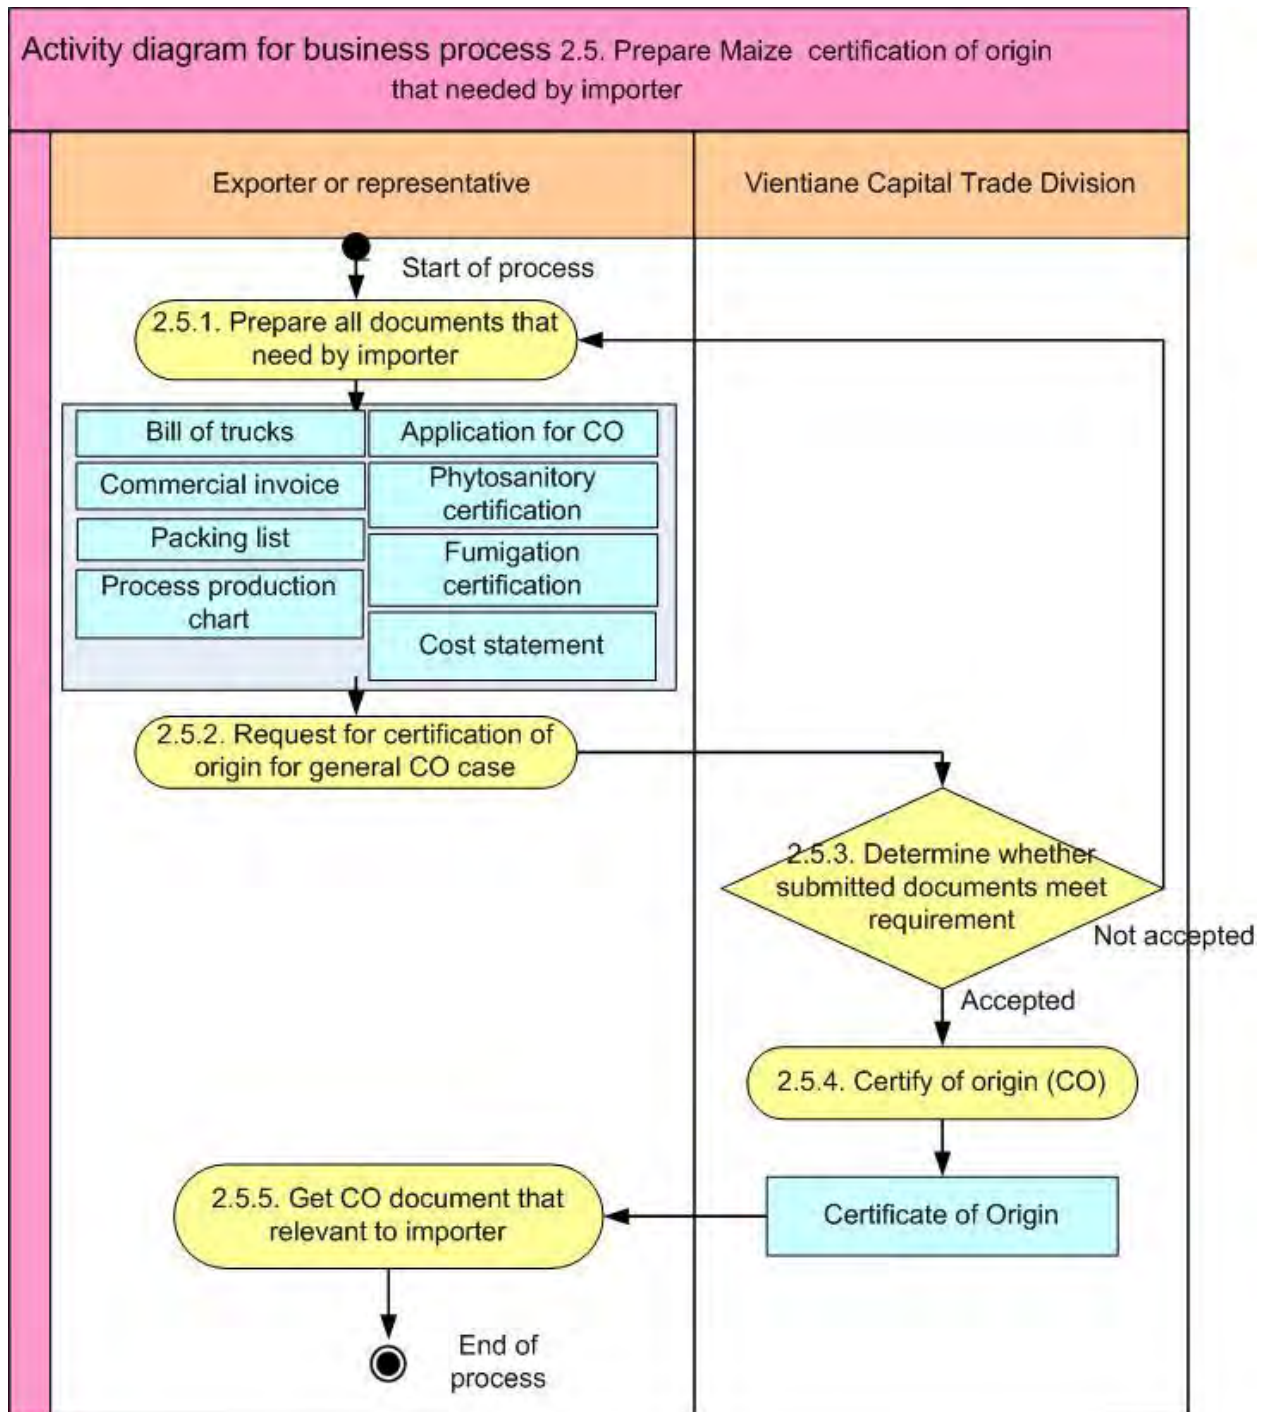 Activity diagram for business process 2.5. Prepare Maize certification of origin
that needed by importer
Exporter or representative
Vientiane Capital Trade Division
Start of process
2.5.1. Prepare all documents that
need by importer
Bill of trucks
Application for CO
Commercial invoice
Phytosanitory
certification
Packing list
Fumigation
certification
Process production
chart
Cost statement
2.5.2. Request for certification of
origin for general CO case
2.5.3. Determine whether
submitted documents meet
requirement
Not accepted
Accepted
2.5.4. Certify of origin (CO)
2.5.5. Get CO document that
relevant to importer
Certificate of Origin
End of
process